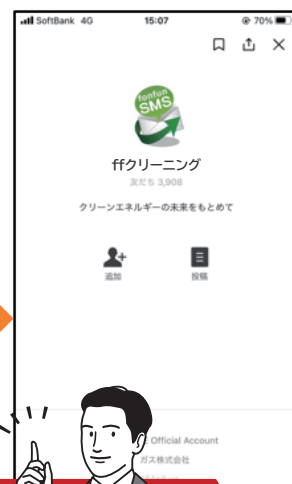 SoftBank 4G 15:07 70%
fonfun
SMS
ffクリーニング
友だち 3,908
クリーンエネルギーの未来をもとめて
追加 投稿
Official Account
ガス株式会社